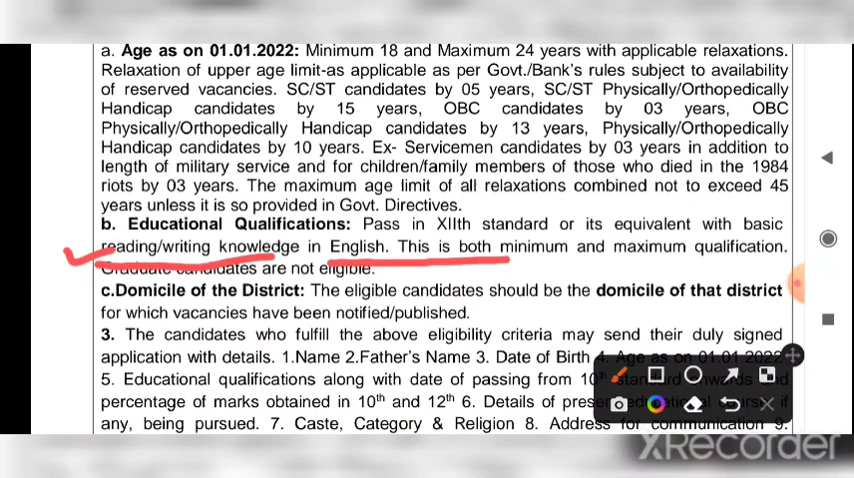 a. Age as on 01.01.2022: Minimum 18 and Maximum 24 years with applicable relaxations.
Relaxation of upper age limit-as applicable as per Govt./Bank's rules subject to availability
of reserved vacancies. SC/ST candidates by 05 years, SC/ST Physically/Orthopedically
Handicap candidates by 15 years, OBC candidates by 03 years, OBC
Physically/Orthopedically Handicap candidates by 13 years, Physically/Orthopedically
Handicap candidates by 10 years. Ex- Servicemen candidates by 03 years in addition to
length of military service and for children/family members of those who died in the 1984
riots by 03 years. The maximum age limit of all relaxations combined not to exceed 45
years unless it is so provided in Govt. Directives.
b. Educational Qualifications: Pass in XIIth standard or its equivalent with basic
reading/writing knowledge in English. This is both minimum and maximum qualification.
Graduate candidates are not eligible.
c.Domicile of the District: The eligible candidates should be the domicile of that district
for which vacancies have been notified/published.
3. The candidates who fulfill the above eligibility criteria may send their duly signed
application with details. 1.Name 2.Father's Name 3. Date of Birth 4. Age as on 01.01.2022
5. Educational qualifications along with date of passing from 10th standard onwards and
percentage of marks obtained in 10th and 12th 6. Details of present educational course, if
any, being pursued. 7. Caste, Category & Religion 8. Address for communication 9.
XRecorder